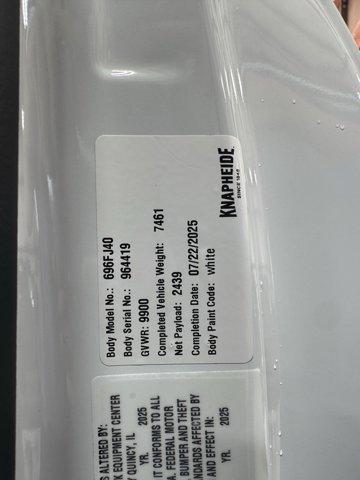 Body Model No.: 696FJ40
Body Serial No.: 964419
GVWR: 9900
Completed Vehicle Weight: 7461
Net Payload: 2439
Completion Date: 07/22/2025
Body Paint Code: white
KNAPHEIDE.
SINCE 1848
S ALTERED BY:
K EQUIPMENT CENTER
QUINCY, IL
YR. 2025
IT CONFORMS TO ALL
A. FEDERAL MOTOR
BUMPER AND THEFT
NDARDS AFFECTED BY
AND EFFECT IN:
YR. 2025